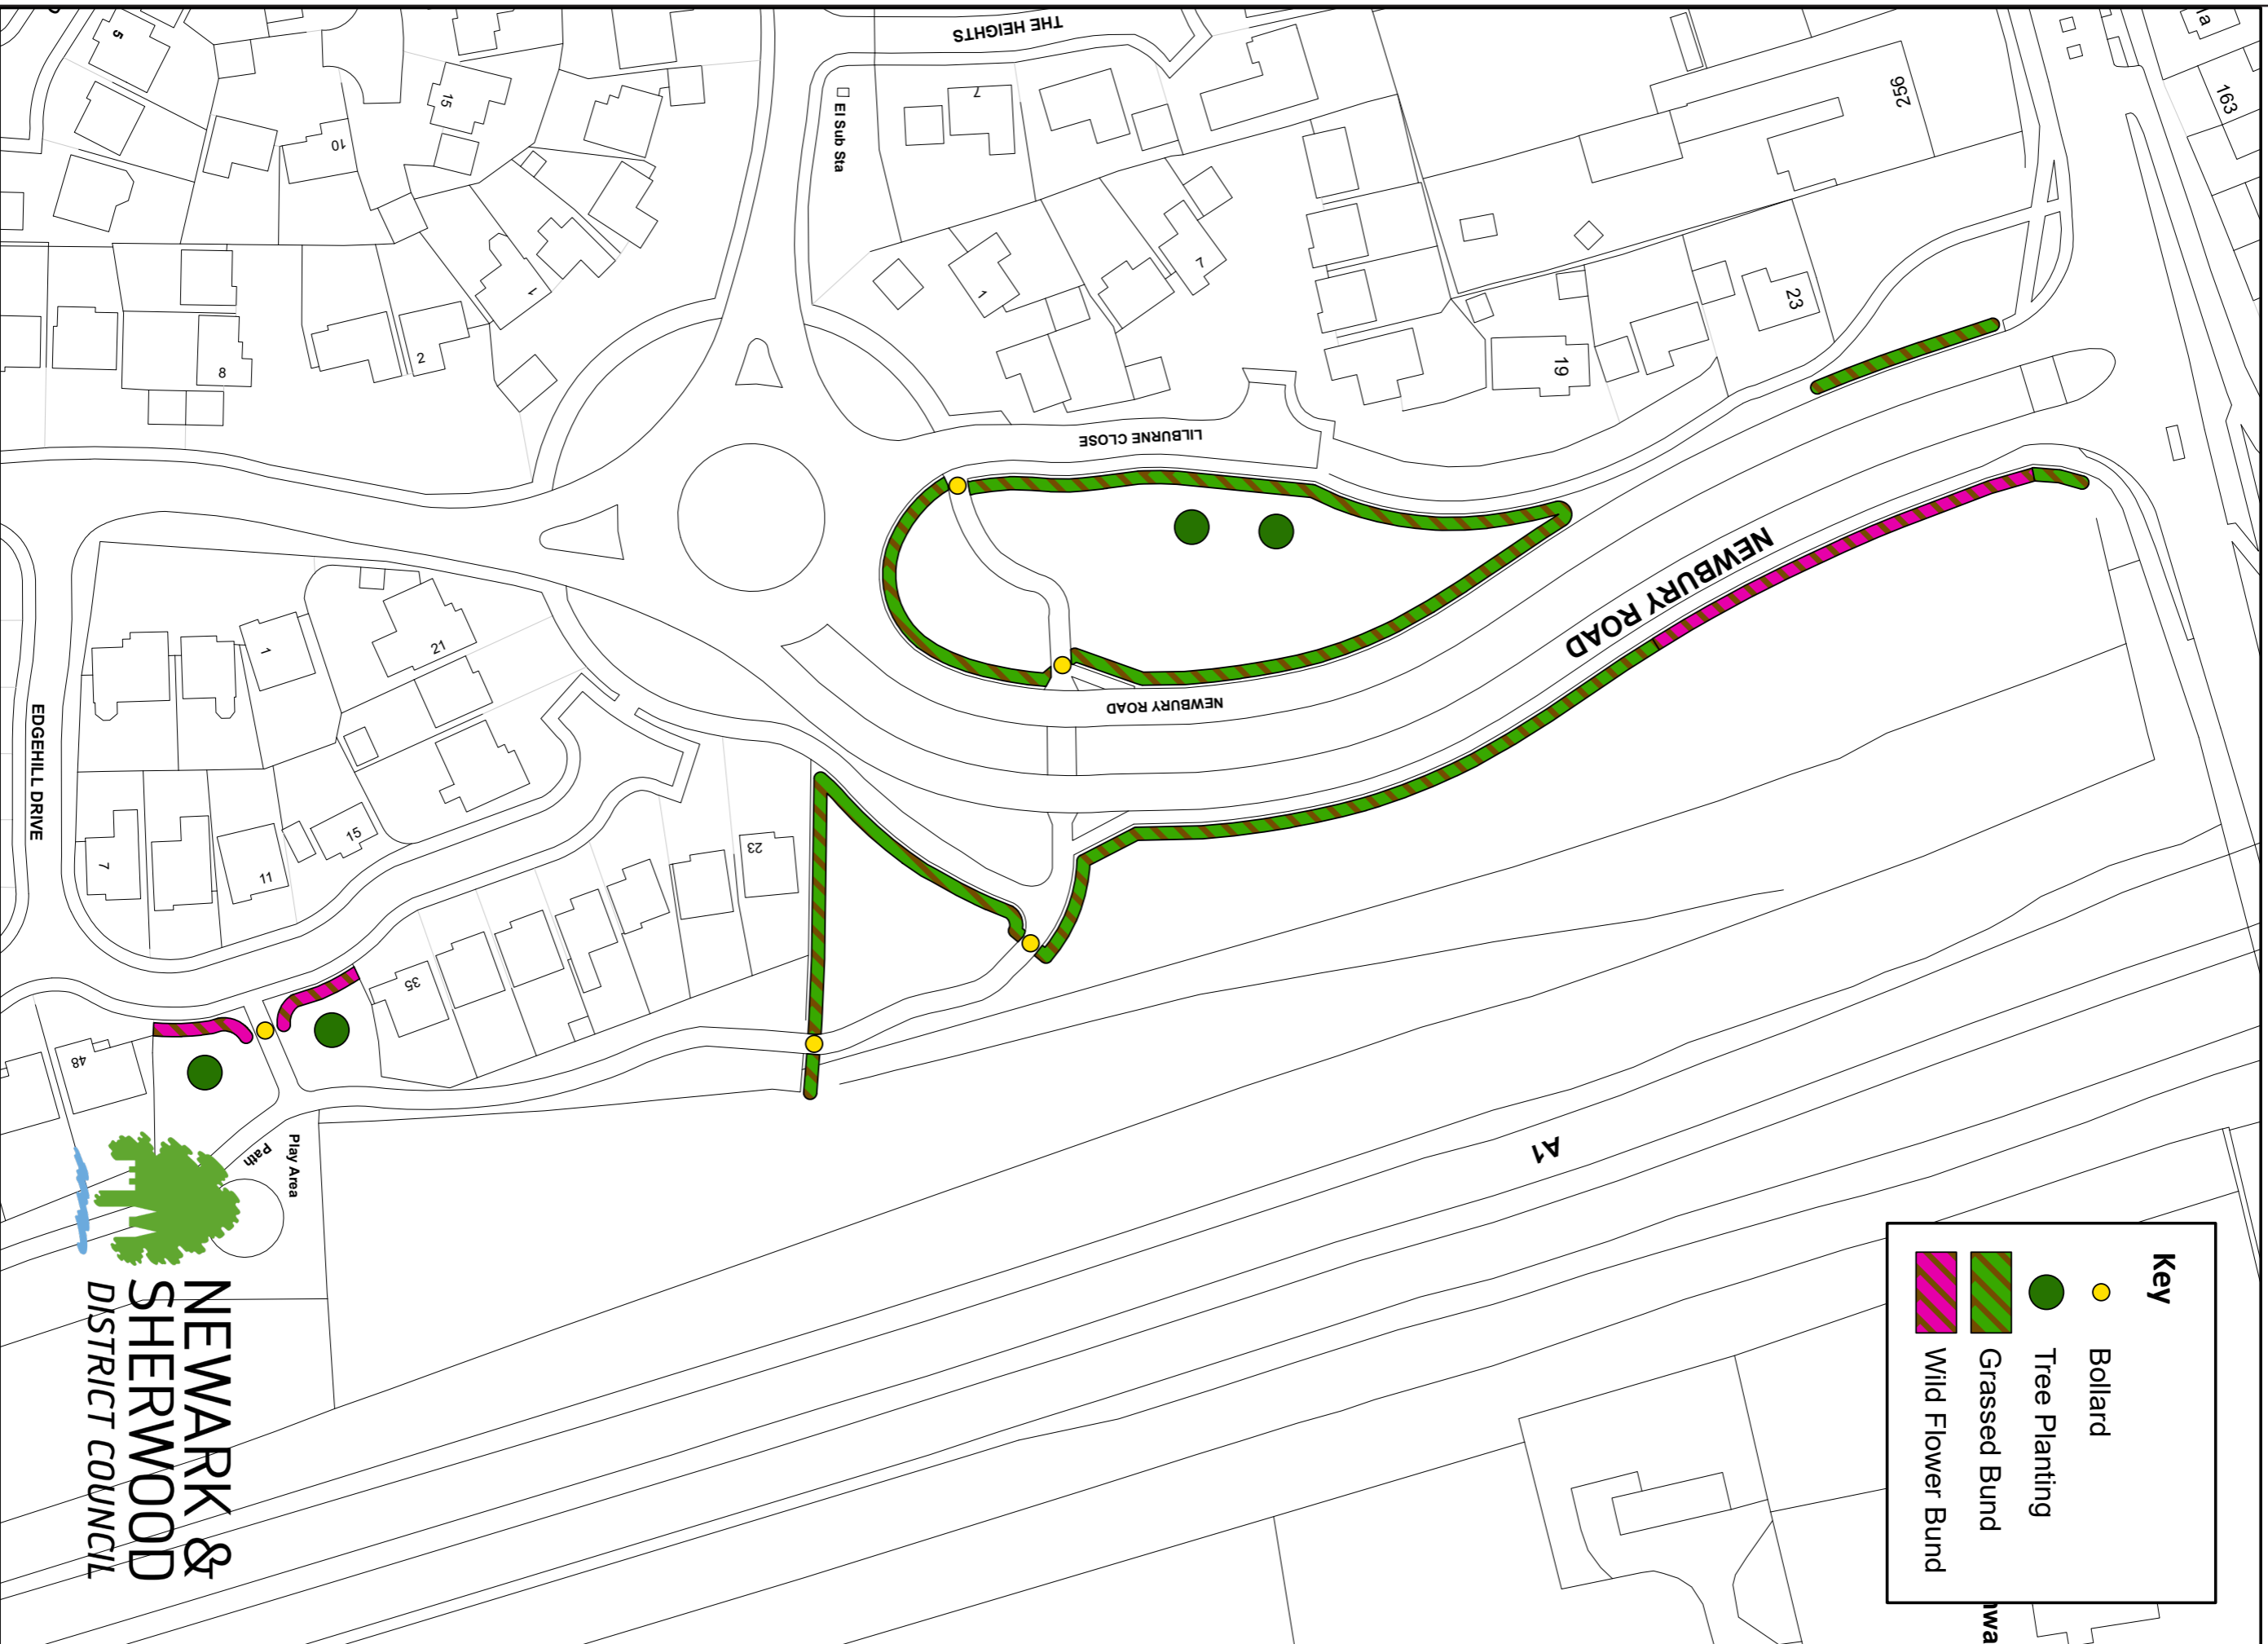 THE HEIGHTS
5
15
10
El Sub Sta
7
256
1a
163
1
7
1
2
8
19
23
LILBURNE CLOSE
NEWBURY ROAD
NEWBURY ROAD
EDGEHILL DRIVE
1
21
15
11
7
23
35
48
Path
Play Area
A1
Key
Bollard
Tree Planting
Grassed Bund
Wild Flower Bund
NEWARK &
SHERWOOD
DISTRICT COUNCIL